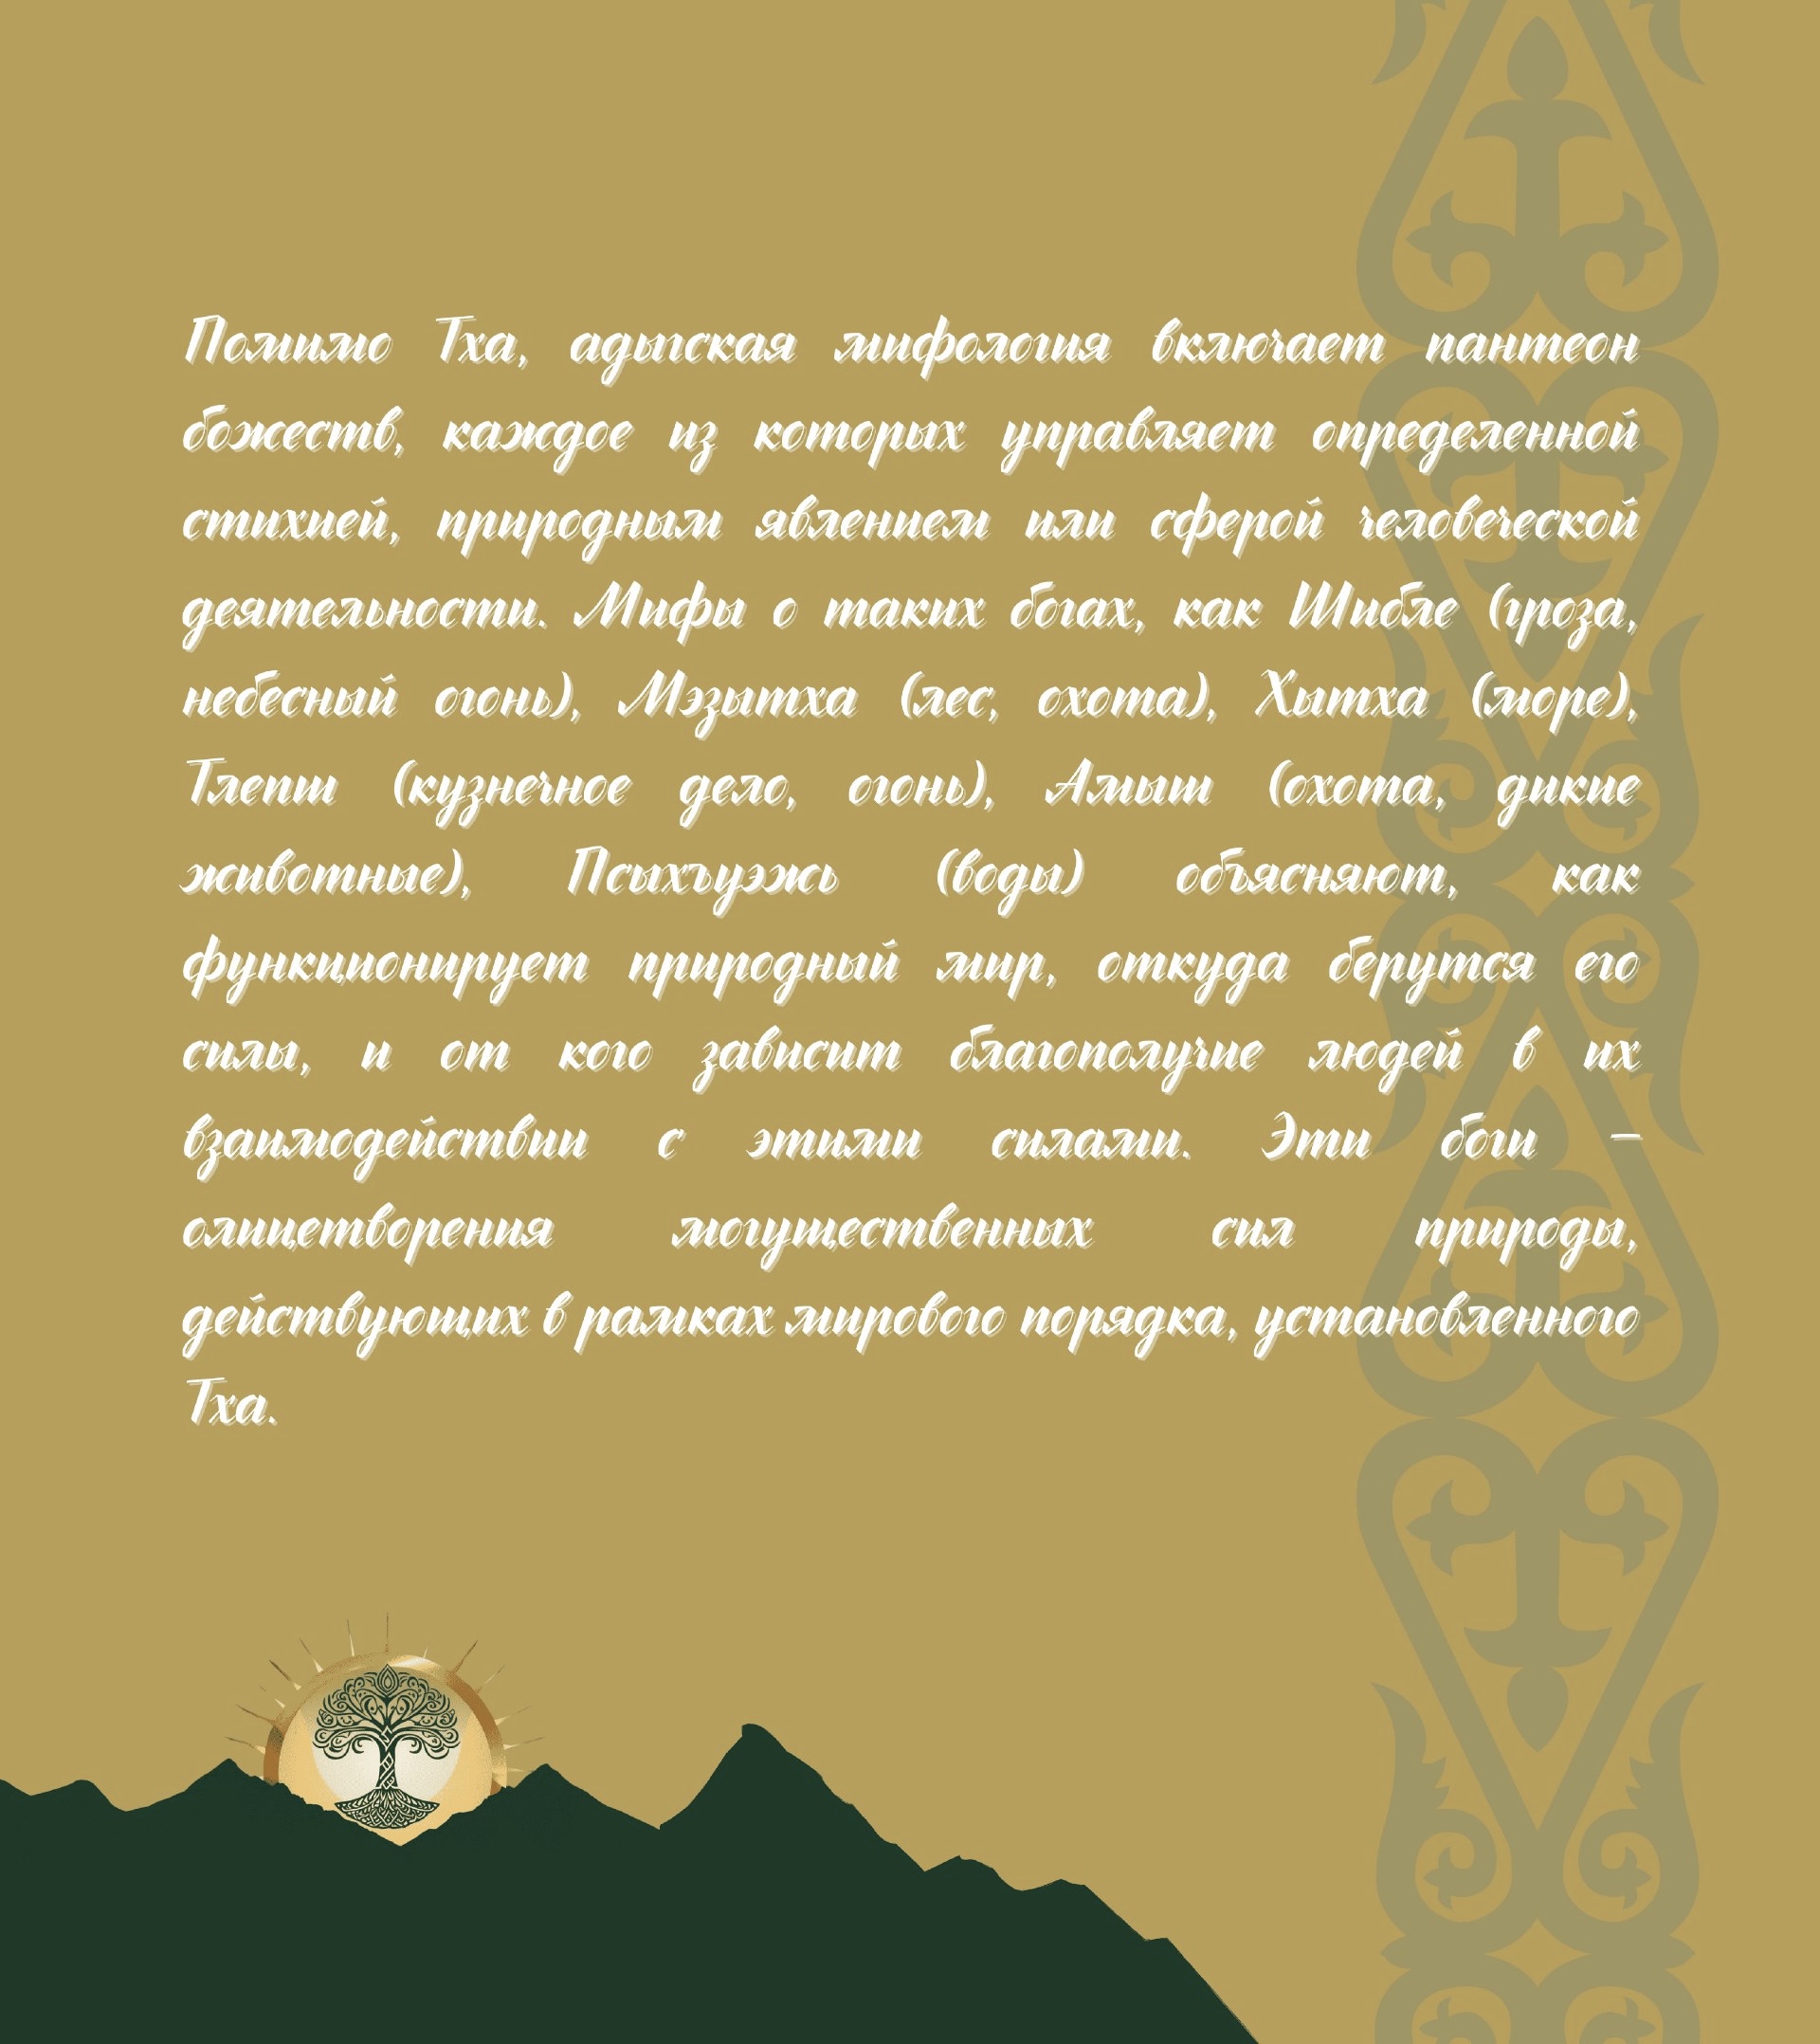 Помимо Тха, адыгская мифология включает пантеон
божеств, каждое из которых управляет определенной
стихией, природным явлением или сферой человеческой
деятельности. Мифы о таких богах, как Шибле (гроза,
небесный огонь), Мэзытха (лес, охота), Хытха (море),
Тлепш (кузнечное дело, огонь), Амыш (охота, дикие
животные), Псыхъуэжь (воды) объясняют, как
функционирует природный мир, откуда берутся его
силы, и от кого зависит благополучие людей в их
взаимодействии с этими силами. Эти боги –
олицетворения могущественных сил природы,
действующих в рамках мирового порядка, установленного
Тха.